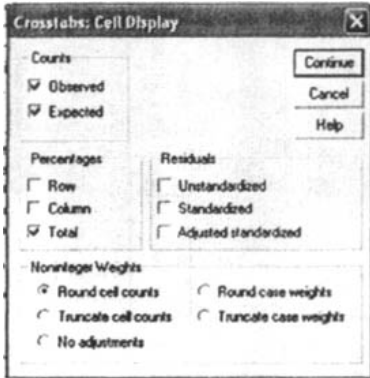 Crosstabs: Cell Display
Counts
Observed
Expected
Continue
Cancel
Help
Percentages
Row
Column
Total
Residuals
Unstandardized
Standardized
Adjusted standardized
Noninteger Weights
Round cell counts
Round case weights
Truncate cell counts
Truncate case weights
No adjustments